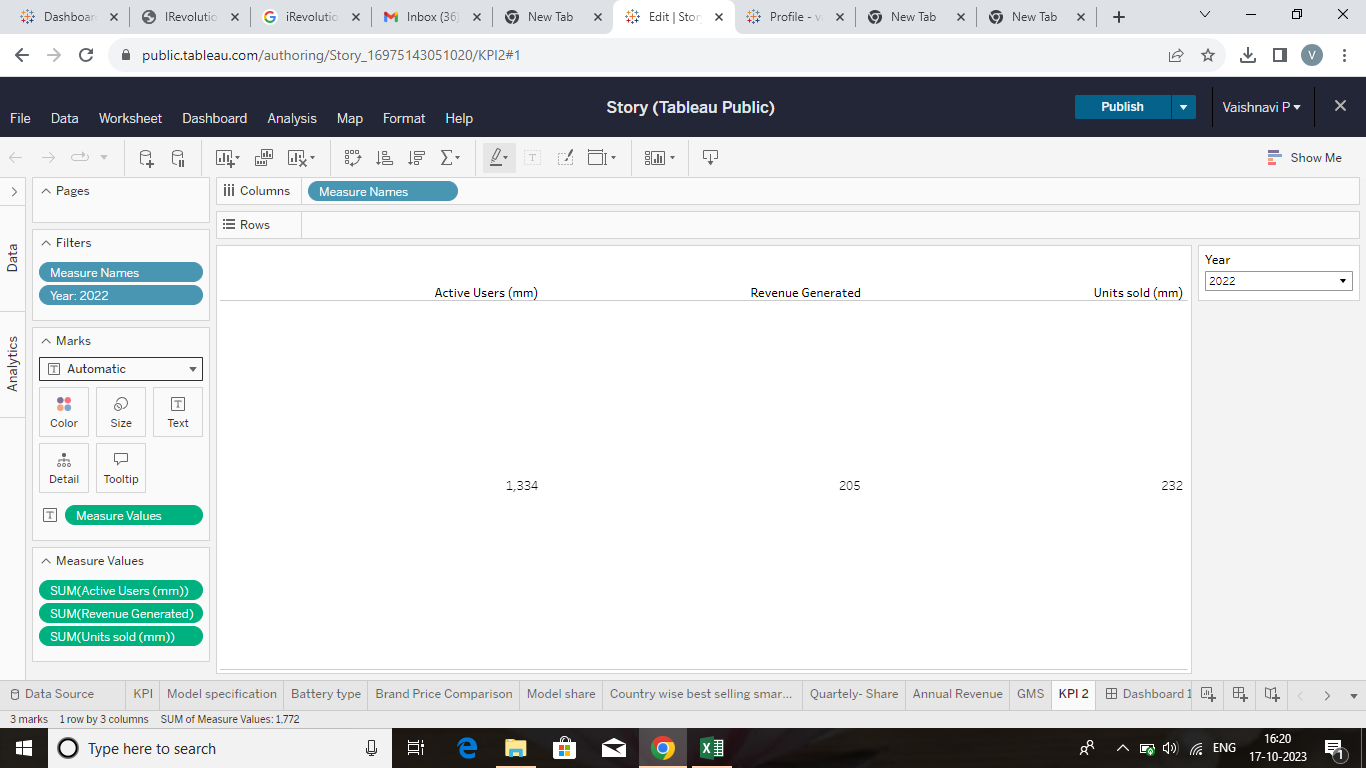 Dashboar
IRevolutio
iRevolutio
Inbox (36
New Tab
Edit | Stor
Profile - v
New Tab
New Tab
public.tableau.com/authoring/Story_16975143051020/KPI2#1
V
Story (Tableau Public)
Publish
Vaishnavi P
File Data Worksheet Dashboard Analysis Map Format Help
Show Me
Data
Analytics
Pages
Columns
Measure Names
Rows
Filters
Measure Names
Year: 2022
Marks
Automatic
Color
Size
Text
Detail
Tooltip
Measure Values
Measure Values
SUM(Active Users (mm))
SUM(Revenue Generated)
SUM(Units sold (mm))
Active Users (mm) Revenue Generated Units sold (mm)
1,334 205 232
Year
2022
Data Source KPI Model specification Battery type Brand Price Comparison Model share Country wise best selling smar... Quartely- Share Annual Revenue GMS KPI 2 Dashboard 1
3 marks 1 row by 3 columns SUM of Measure Values: 1,772
Type here to search
ENG
16:20
17-10-2023
1